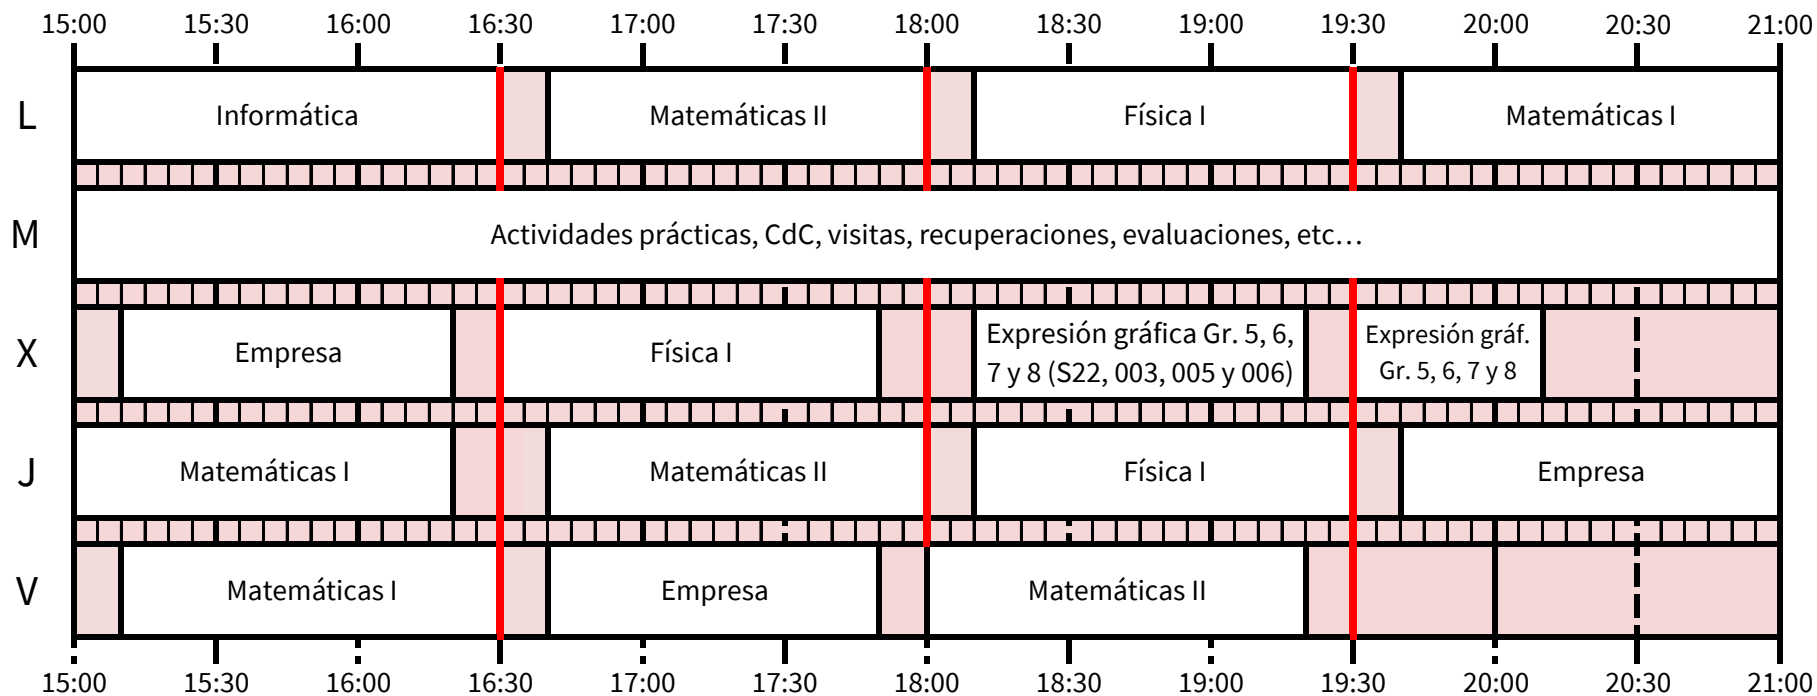 15:00 15:30 16:00 16:30 17:00 17:30 18:00 18:30 19:00 19:30 20:00 20:30 21:00
L Informática Matemáticas II Física I Matemáticas I
M Actividades prácticas, CdC, visitas, recuperaciones, evaluaciones, etc…
X Empresa Física I Expresión gráfica Gr. 5, 6, Expresión gráf.
7 y 8 (S22, 003, 005 y 006) Gr. 5, 6, 7 y 8
J Matemáticas I Matemáticas II Física I Empresa
V Matemáticas I Empresa Matemáticas II
15:00 15:30 16:00 16:30 17:00 17:30 18:00 18:30 19:00 19:30 20:00 20:30 21:00